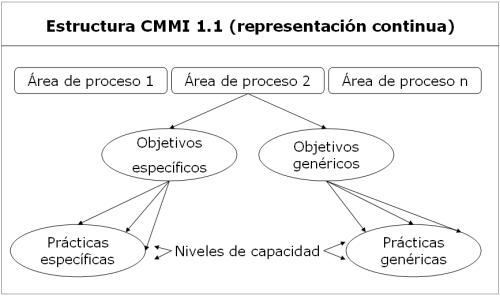 Estructura CMMI 1.1 (representación continua)
Área de proceso 1
Área de proceso 2
Área de proceso n
Objetivos
específicos
Objetivos
genéricos
Prácticas
específicas
Niveles de capacidad
Prácticas
genéricas